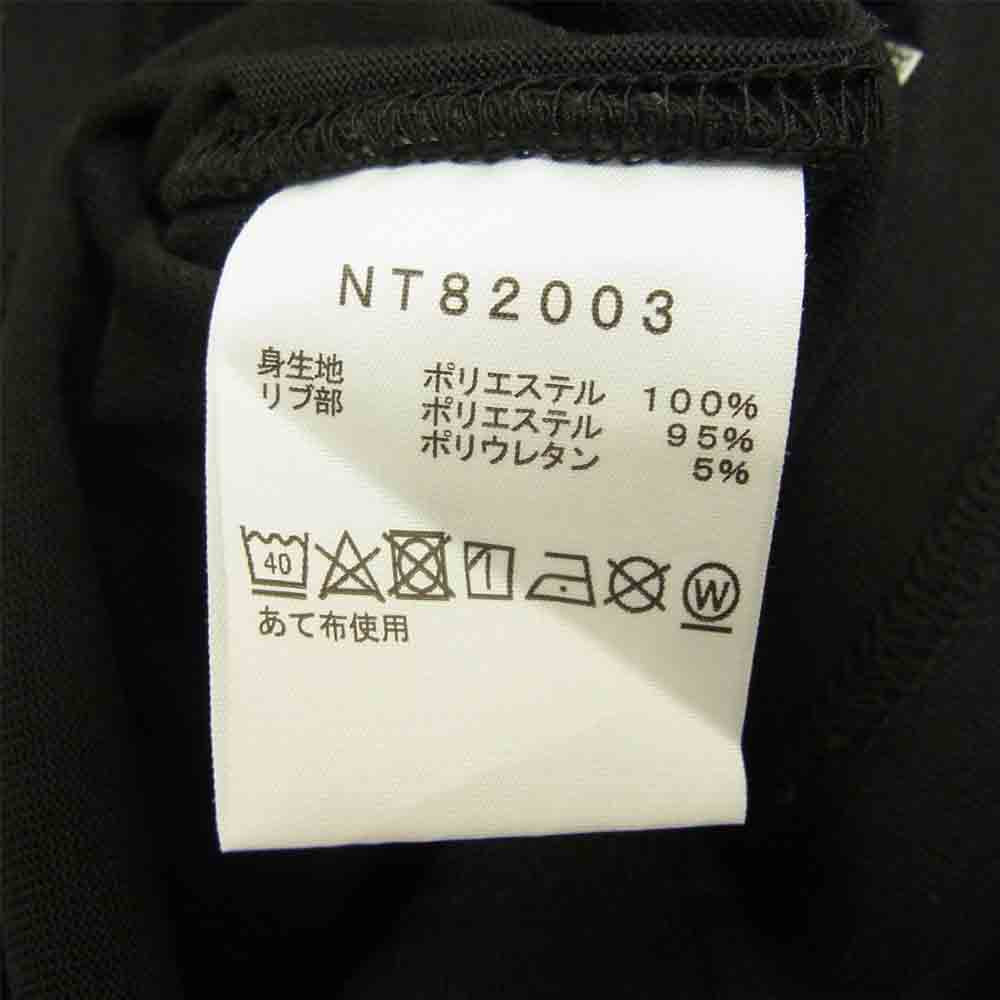 NT82003
身生地 ポリエステル 100%
リブ部 ポリエステル 95%
ポリウレタン 5%
40 W
あて布使用